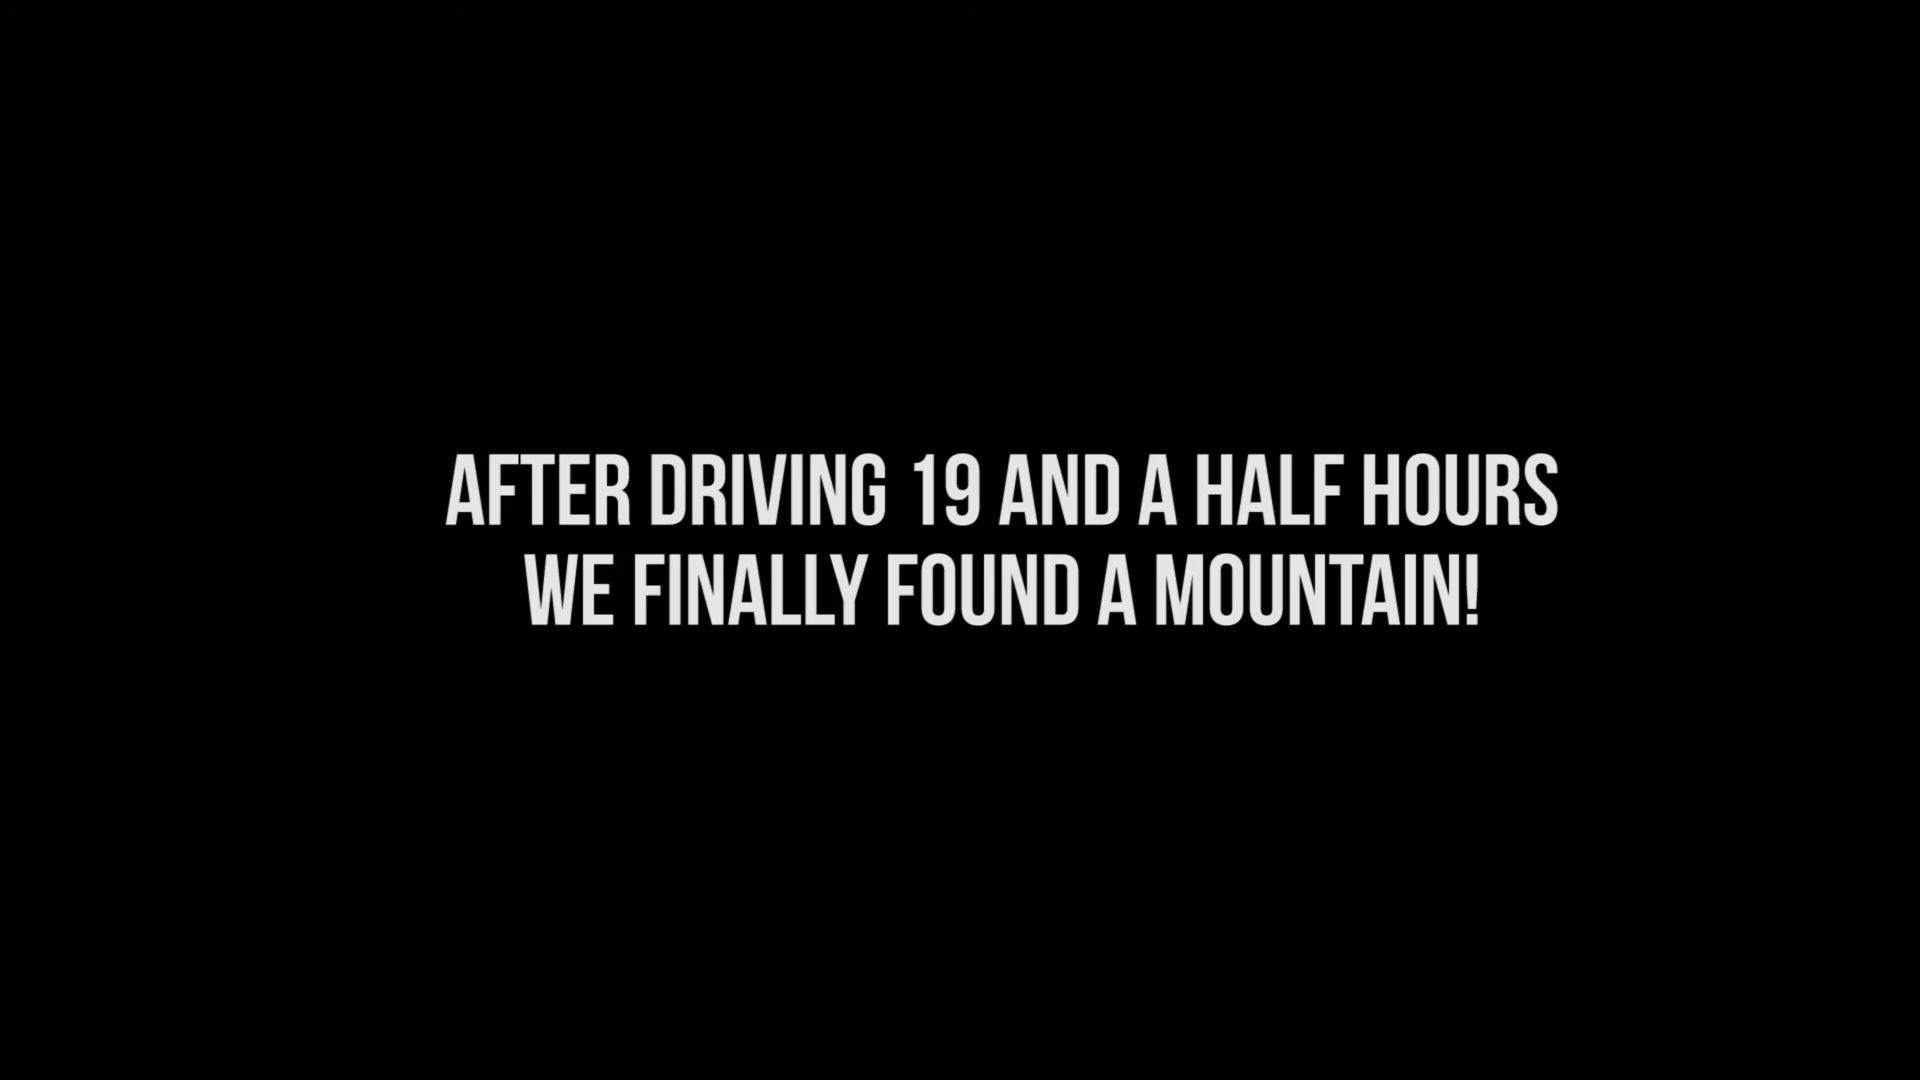 AFTER DRIVING 19 AND A HALF HOURS
WE FINALLY FOUND A MOUNTAIN!